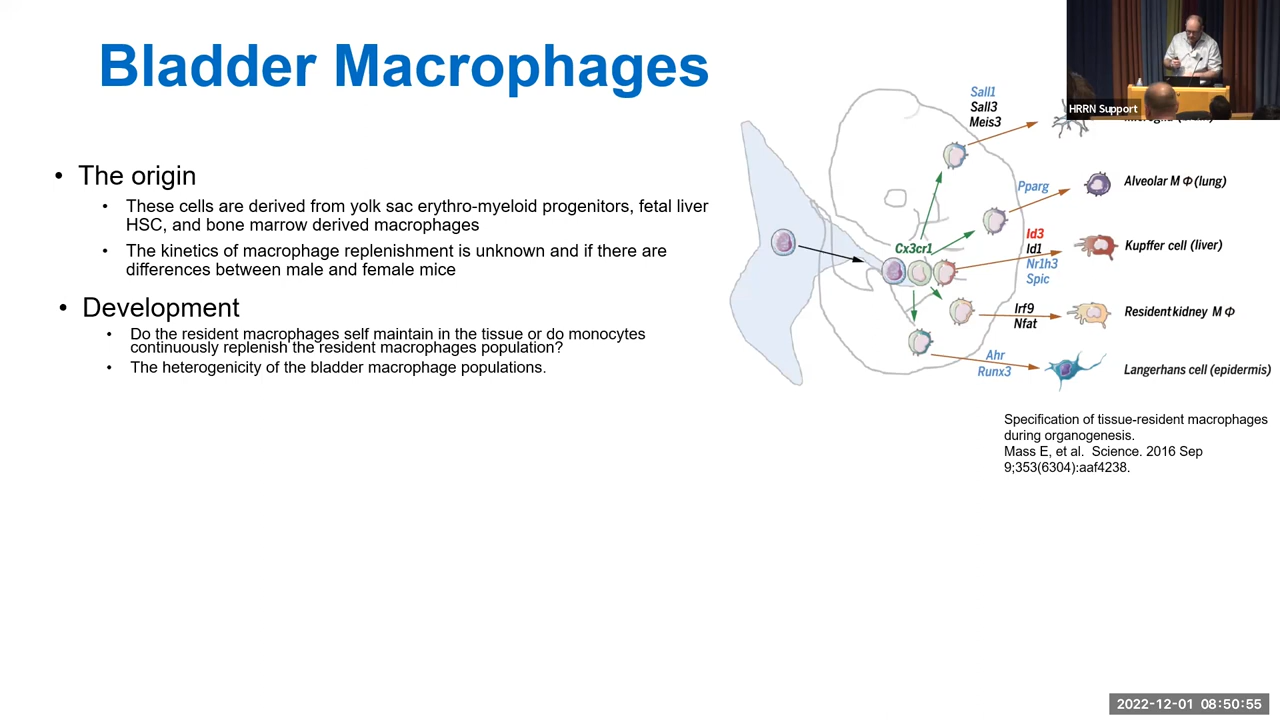 Bladder Macrophages
• The origin
• These cells are derived from yolk sac erythro-myeloid progenitors, fetal liver
HSC, and bone marrow derived macrophages
• The kinetics of macrophage replenishment is unknown and if there are
differences between male and female mice
• Development
• Do the resident macrophages self maintain in the tissue or do monocytes
continuously replenish the resident macrophages population?
• The heterogenicity of the bladder macrophage populations.
Sall1
Sall3
Meis3
HRRN Support
Pparg
Alveolar M Φ (lung)
Cx3cr1
Id3
Id1
Nr1h3
Spic
Kupffer cell (liver)
Irf9
Nfat
Resident kidney M Φ
Ahr
Runx3
Langerhans cell (epidermis)
Specification of tissue-resident macrophages
during organogenesis.
Mass E, et al. Science. 2016 Sep
9;353(6304):aaf4238.
2022-12-01 08:50:55